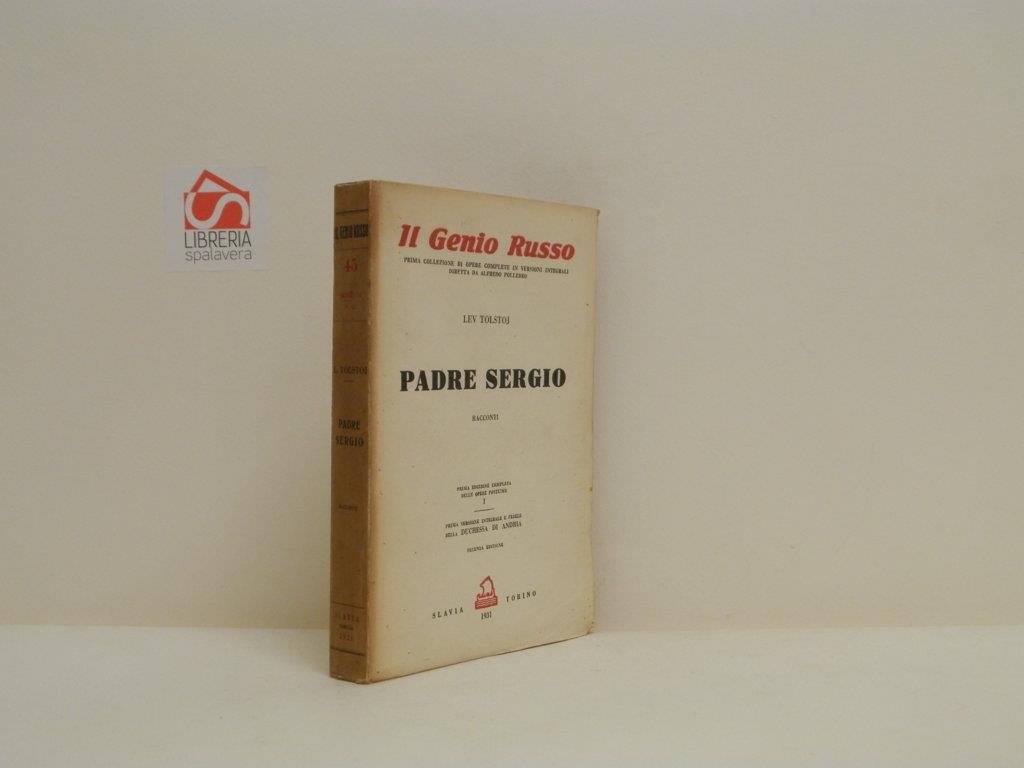 LIBRERIA
spalavera
IL GENIO RUSSO
45
L. TOLSTOJ
PADRE
SERGIO
RACCONTI
SLAVIA
Il Genio Russo
PRIMA COLLEZIONE DI OPERE COMPLETE IN VERSIONI INTEGRALI
DIRETTA DA ALFREDO POLLEDRO
LEV TOLSTOJ
PADRE SERGIO
RACCONTI
PRIMA EDIZIONE COMPLETA
DELLE OPERE POSTUME
I
PRIMA VERSIONE INTEGRALE E FEDELE
DELLA DUCHESSA DI ANDRIA
SECONDA EDIZIONE
SLAVIA TORINO
1931